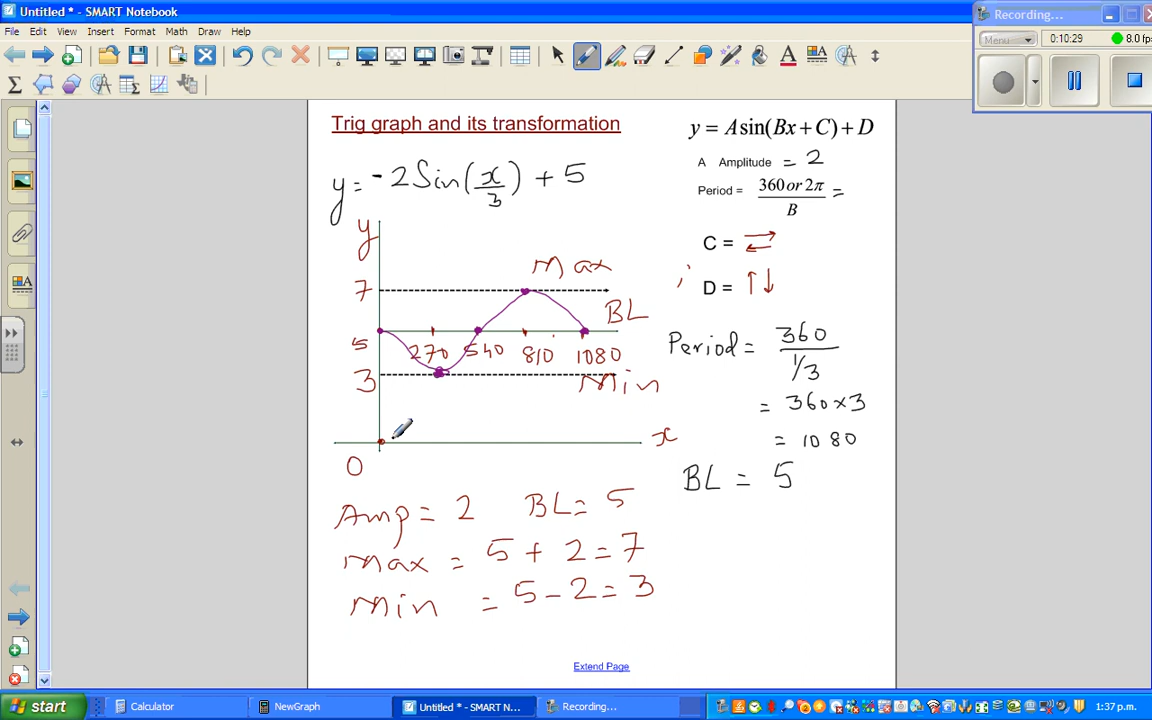 Untitled * - SMART Notebook
Recording...
File Edit View Insert Format Math Draw Help
Menu
0:10:29
8.0 fp
Trig graph and its transformation
y = A sin(Bx + C) + D
y = -2 Sin(x/3) + 5
A Amplitude = 2
Period = 360 or 2π / B =
C =
D =
y
7
Max
BL
5
270 540 810 1080
3
Min
x
0
Period = 360 / 1/3
= 360 × 3
= 1080
BL = 5
Amp = 2 BL = 5
max = 5 + 2 = 7
Min = 5 - 2 = 3
Extend Page
start
Calculator
NewGraph
Untitled * - SMART N...
Recording...
1:37 p.m.